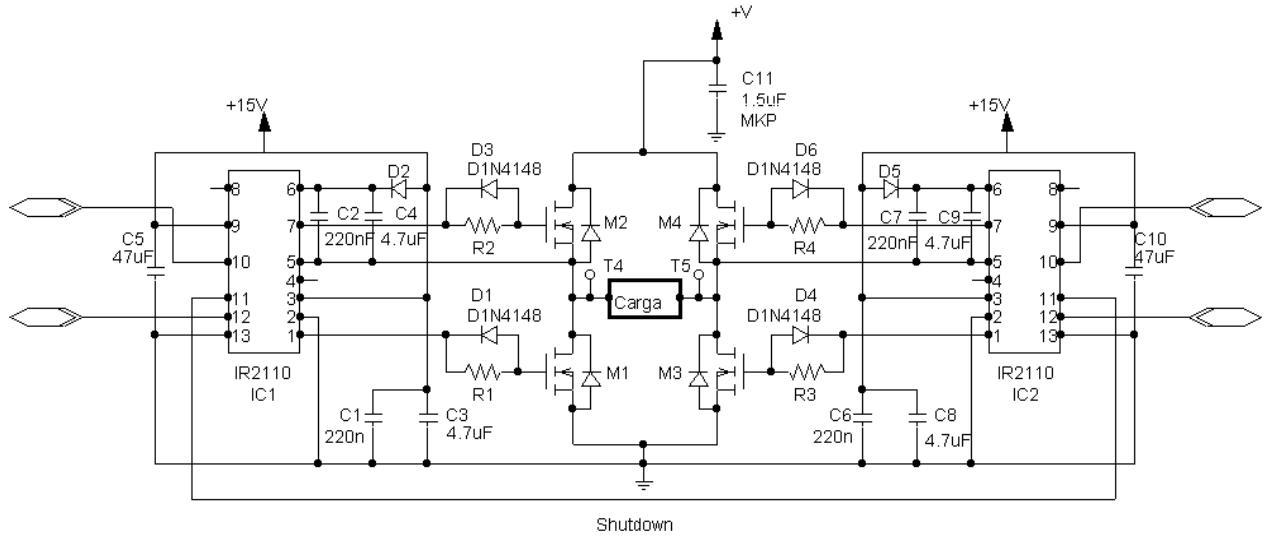 +V
C11
1.5uF
MKP
+15V
+15V
D3
D1N4148
D6
D1N4148
D2
D5
8
6
6
8
C2
220nF
C4
4.7uF
C7
220nF
C9
4.7uF
9
7
R2
M2
M4
R4
7
9
C5
47uF
C10
47uF
10
5
5
10
T4
T5
4
4
Carga
11
3
3
11
D1
D1N4148
D4
D1N4148
12
2
2
12
13
1
1
13
IR2110
IC1
R1
M1
M3
R3
IR2110
IC2
C1
220n
C3
4.7uF
C6
220n
C8
4.7uF
Shutdown